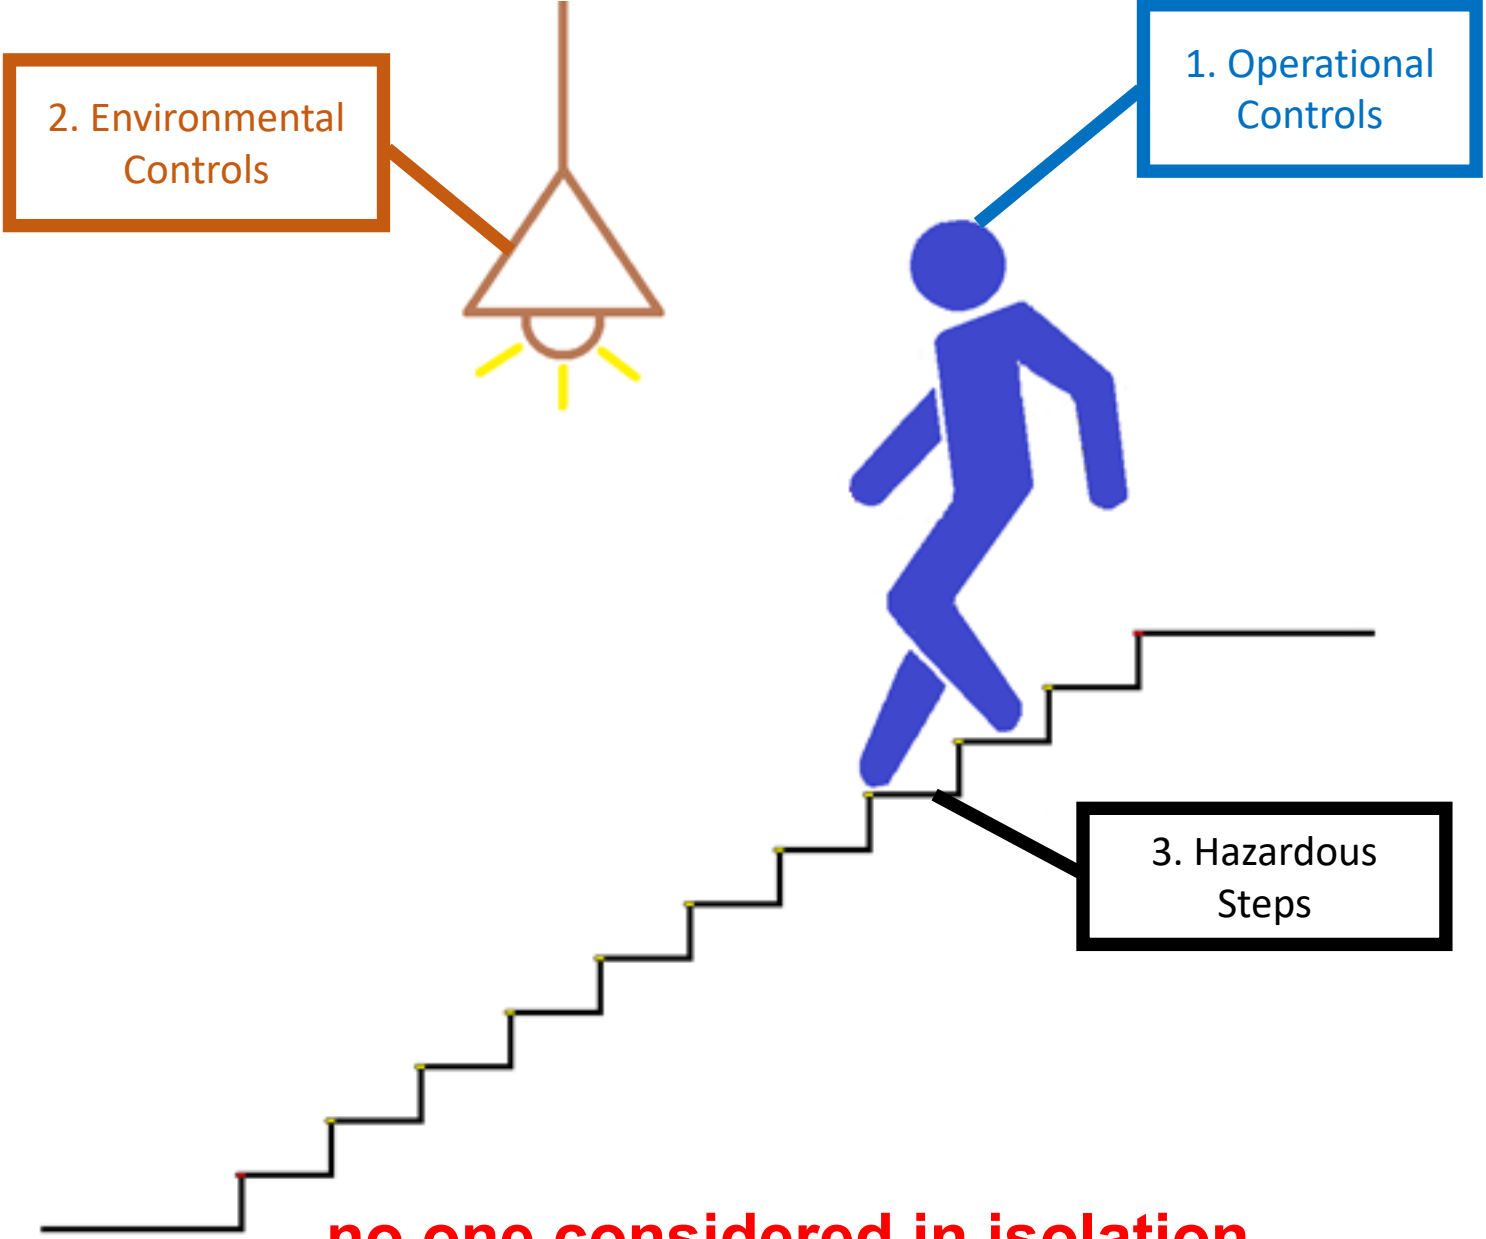 1. Operational
Controls
2. Environmental
Controls
3. Hazardous
Steps
no one considered in isolation